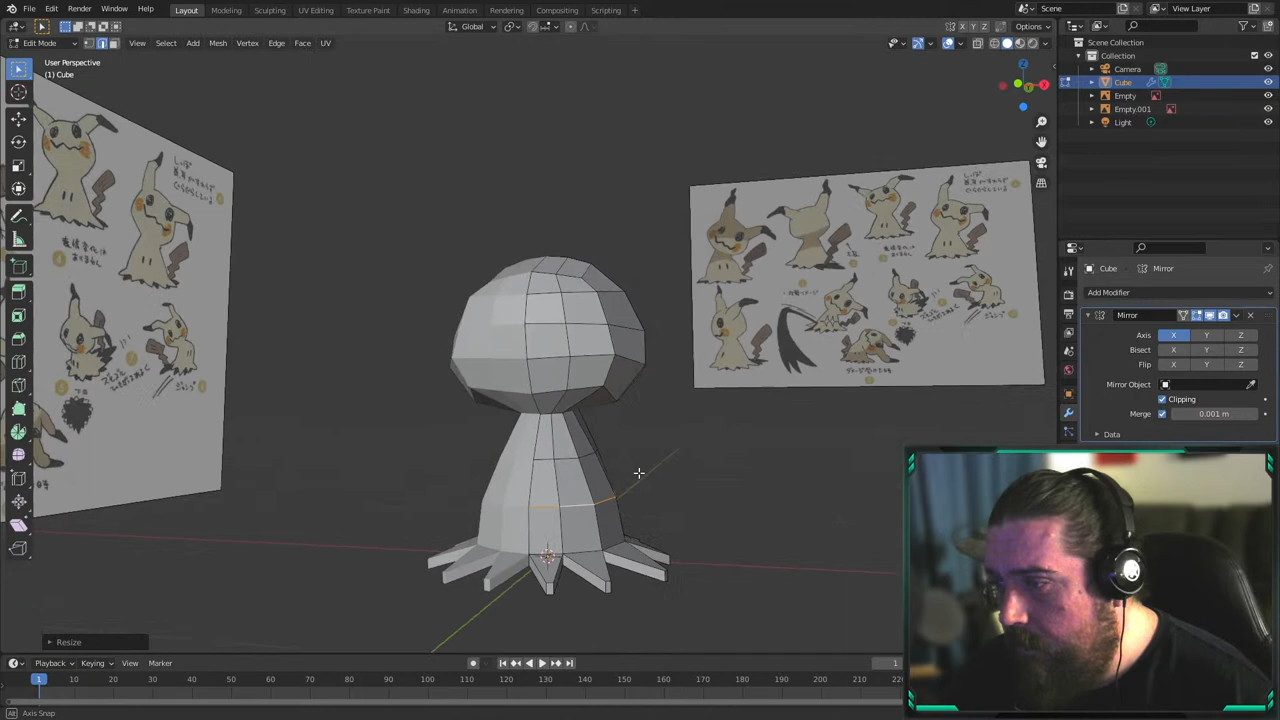 File Edit Render Window Help
Layout Modeling Sculpting UV Editing Texture Paint Shading Animation Rendering Compositing Scripting +
Scene
View Layer
Global
X Y Z
Options
Edit Mode View Select Add Mesh Vertex Edge Face UV
User Perspective
(1) Cube
Z
X
Scene Collection
Collection
Camera
Cube
Empty
Empty.001
Light
Cube > Mirror
Add Modifier
Mirror
Axis X Y Z
Bisect X Y Z
Flip X Y Z
Mirror Object
Clipping
Merge 0.001 m
Data
Resize
Playback Keying View Marker
1
1 10 20 30 40 50 60 70 80 90 100 110 120 130 140 150 160 170 180 190 200 210 220
Axis Snap